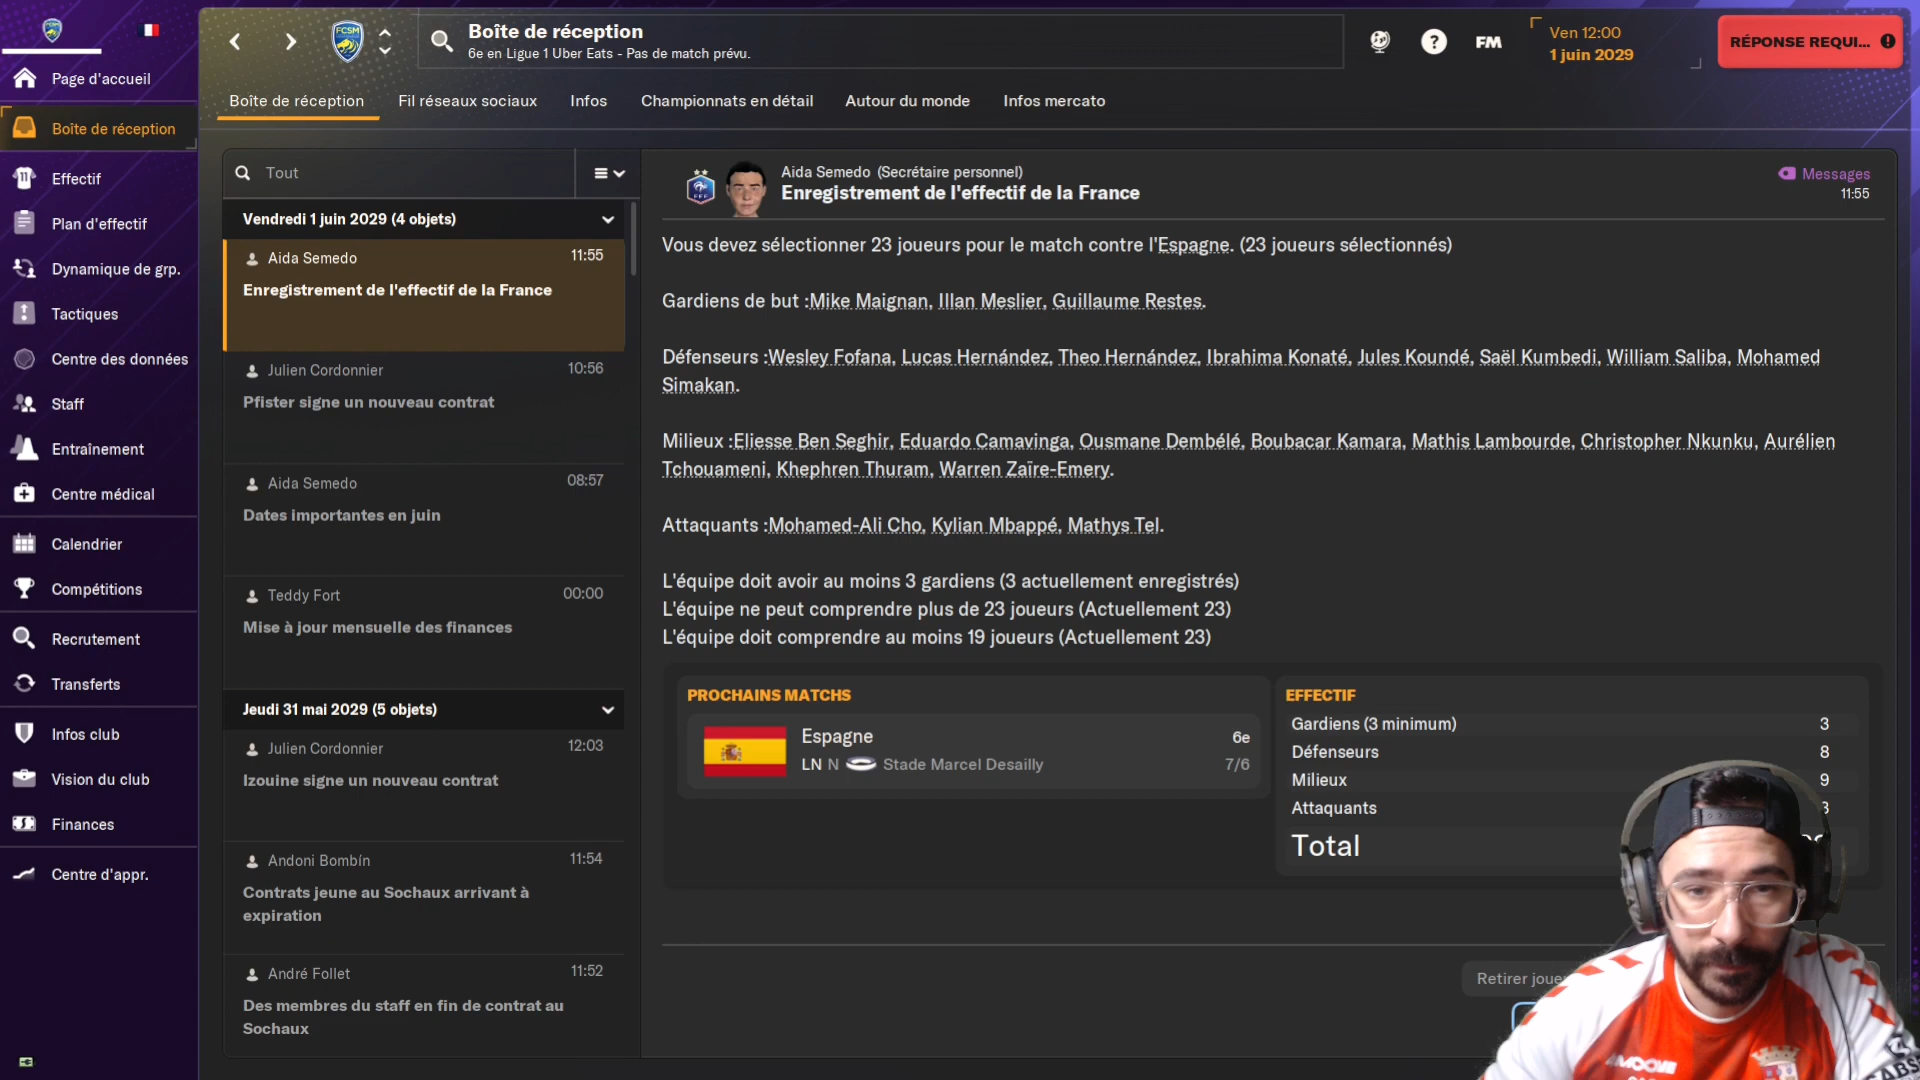 Page d'accueil
Boîte de réception
Effectif
Plan d'effectif
Dynamique de grp.
Tactiques
Centre des données
Staff
Entraînement
Centre médical
Calendrier
Compétitions
Recrutement
Transferts
Infos club
Vision du club
Finances
Centre d'appr.
FCSM
Boîte de réception
6e en Ligue 1 Uber Eats - Pas de match prévu.
FM
Ven 12:00
1 juin 2029
RÉPONSE REQUI...
Boîte de réception Fil réseaux sociaux Infos Championnats en détail Autour du monde Infos mercato
Tout
Vendredi 1 juin 2029 (4 objets)
Aida Semedo 11:55
Enregistrement de l'effectif de la France
Julien Cordonnier 10:56
Pfister signe un nouveau contrat
Aida Semedo 08:57
Dates importantes en juin
Teddy Fort 00:00
Mise à jour mensuelle des finances
Jeudi 31 mai 2029 (5 objets)
Julien Cordonnier 12:03
Izouine signe un nouveau contrat
Andoni Bombín 11:54
Contrats jeune au Sochaux arrivant à
expiration
André Follet 11:52
Des membres du staff en fin de contrat au
Sochaux
Aida Semedo (Secrétaire personnel)
Enregistrement de l'effectif de la France
Messages
11:55
Vous devez sélectionner 23 joueurs pour le match contre l'Espagne. (23 joueurs sélectionnés)
Gardiens de but :Mike Maignan, Illan Meslier, Guillaume Restes.
Défenseurs :Wesley Fofana, Lucas Hernández, Theo Hernández, Ibrahima Konaté, Jules Koundé, Saël Kumbedi, William Saliba, Mohamed
Simakan.
Milieux :Eliesse Ben Seghir, Eduardo Camavinga, Ousmane Dembélé, Boubacar Kamara, Mathis Lambourde, Christopher Nkunku, Aurélien
Tchouameni, Khephren Thuram, Warren Zaïre-Emery.
Attaquants :Mohamed-Ali Cho, Kylian Mbappé, Mathys Tel.
L'équipe doit avoir au moins 3 gardiens (3 actuellement enregistrés)
L'équipe ne peut comprendre plus de 23 joueurs (Actuellement 23)
L'équipe doit comprendre au moins 19 joueurs (Actuellement 23)
PROCHAINS MATCHS
Espagne 6e
LN N Stade Marcel Desailly 7/6
EFFECTIF
Gardiens (3 minimum) 3
Défenseurs 8
Milieux 9
Attaquants 3
Total
Retirer joue